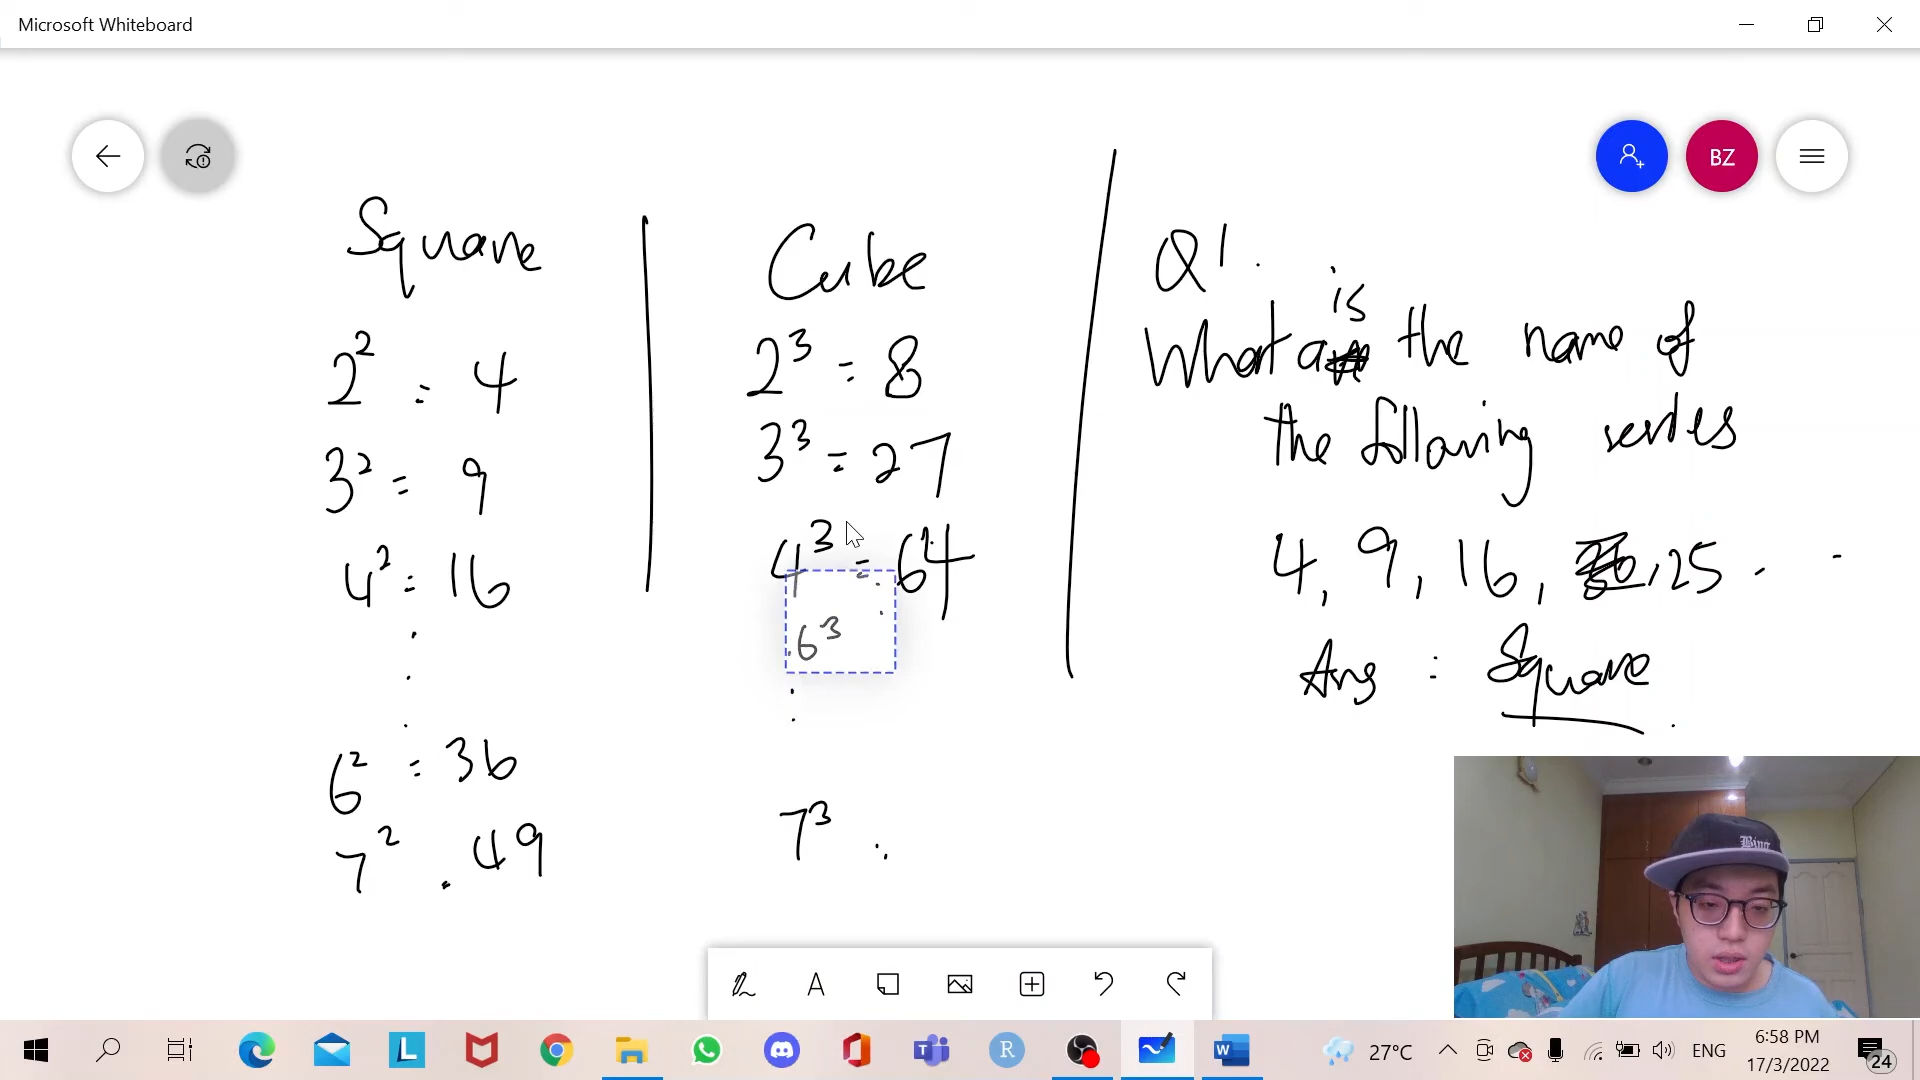 Microsoft Whiteboard
BZ
Square
2² = 4
3² = 9
4² = 16
.
.
.
6² = 36
7² . 49
Cube
2³ = 8
3³ = 27
4³ = 64
6³
7³
Q1.
What is the name of
the following series
4, 9, 16, 25 . .
Ans : Square
Bing
27°C
ENG
6:58 PM
17/3/2022
24